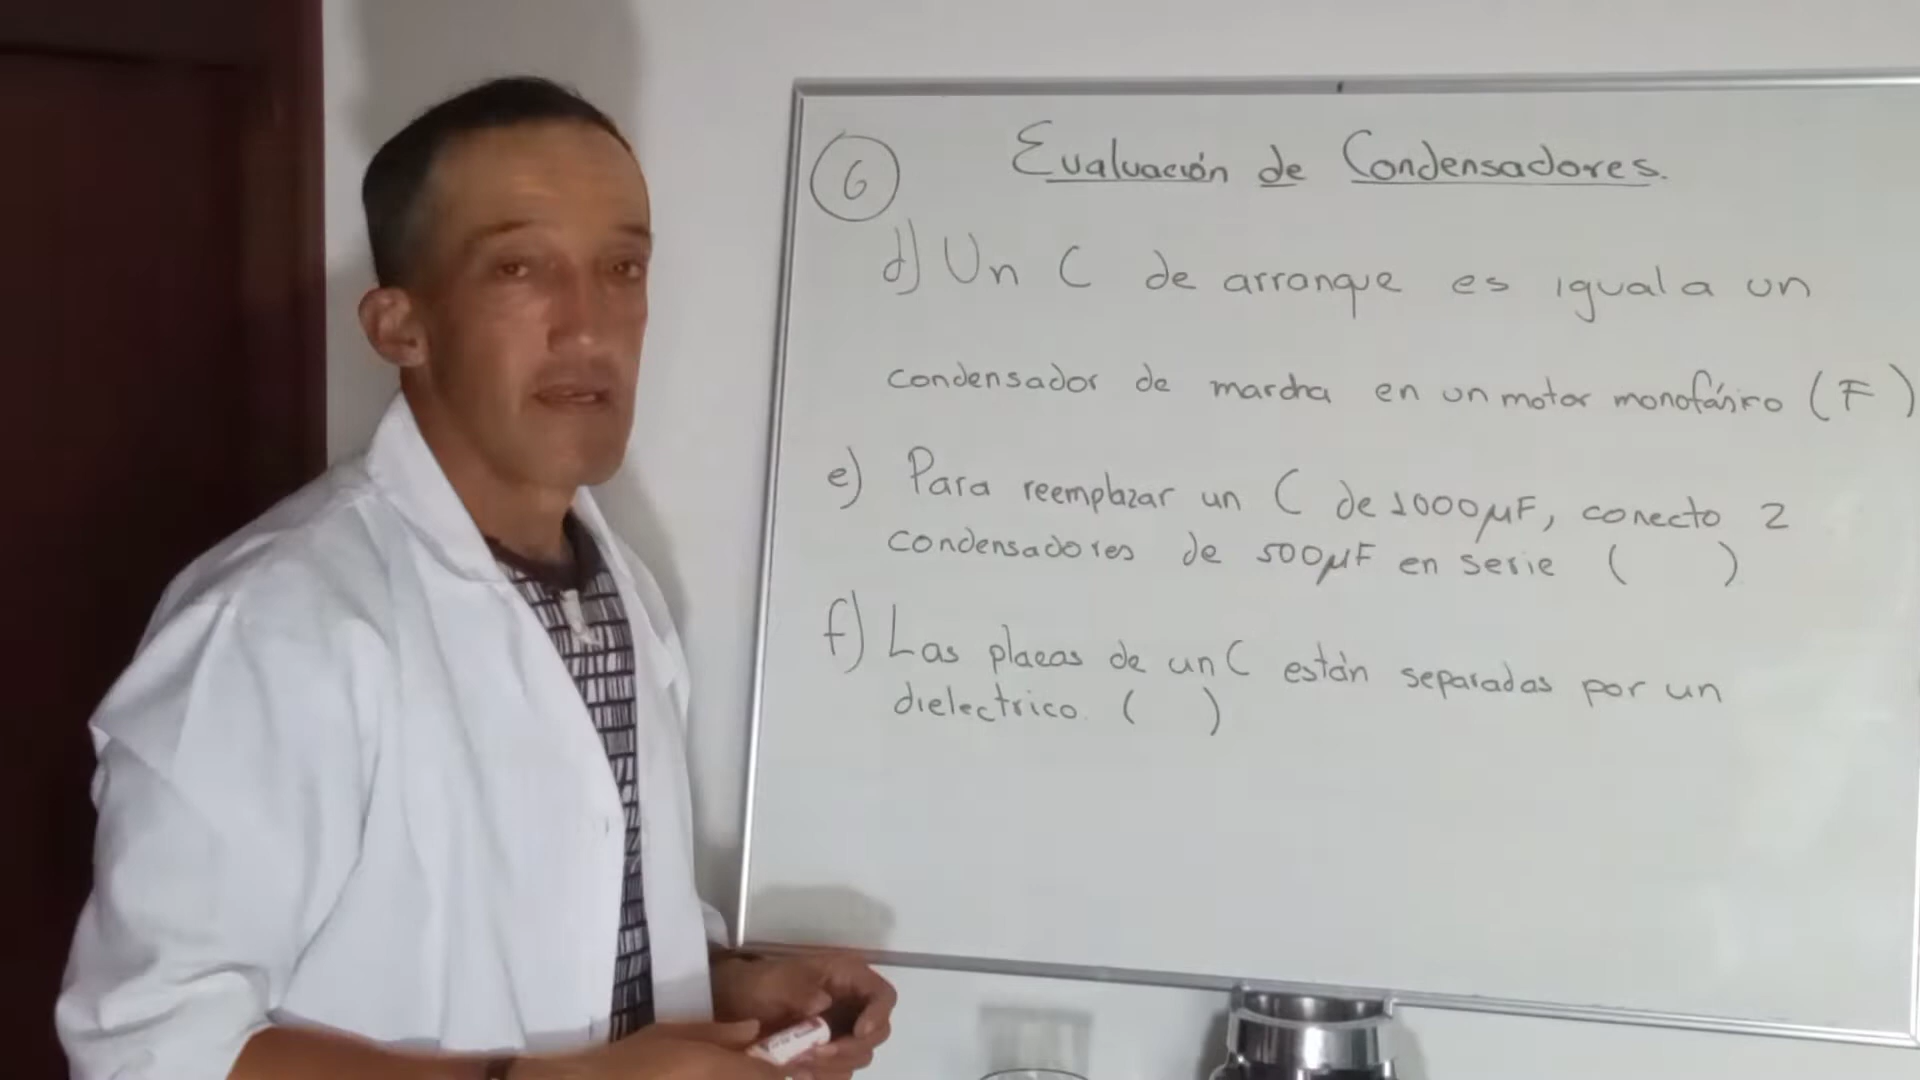 6
Evaluación de Condensadores.
d) Un C de arranque es igual a un
condensador de marcha en un motor monofásico (F)
e) Para reemplazar un C de 1000µF, conecto 2
condensadores de 500µF en serie ( )
f) Las placas de un C están separadas por un
dielectrico. ( )